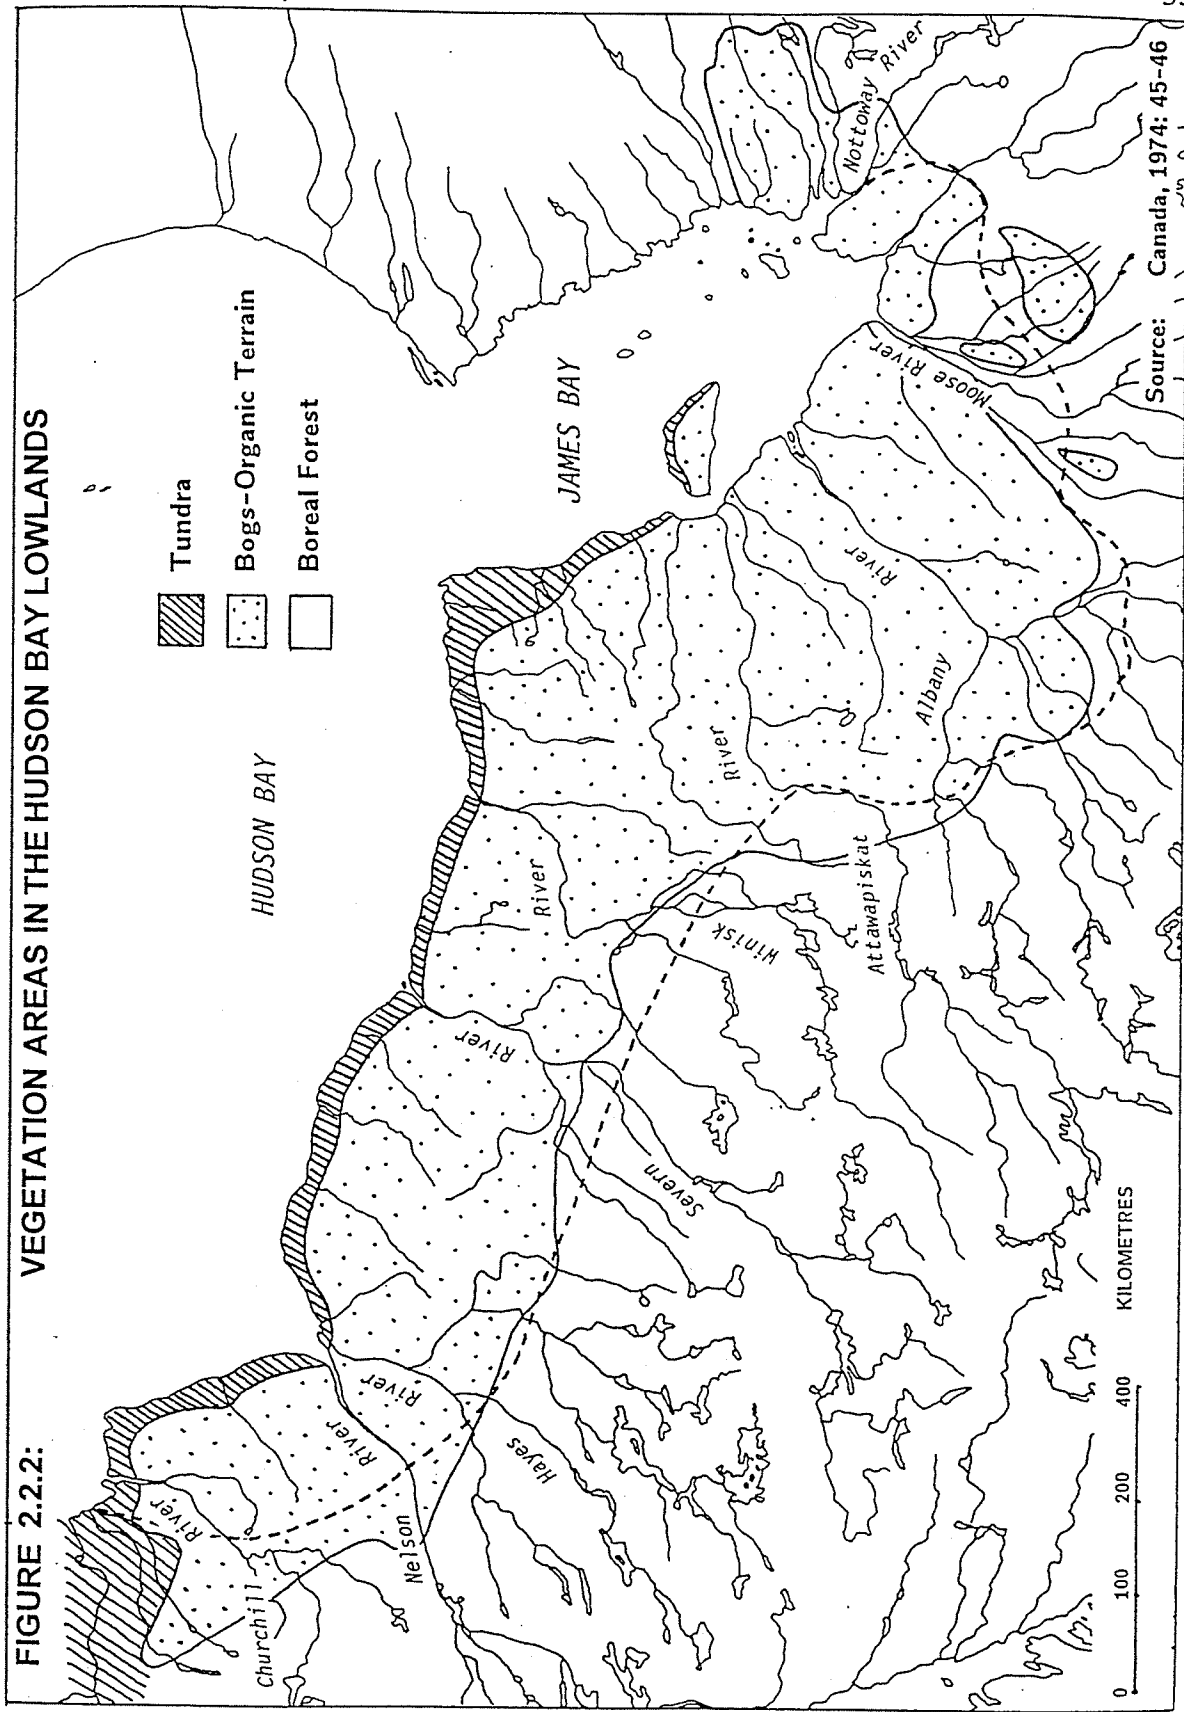 FIGURE 2.2.2: VEGETATION AREAS IN THE HUDSON BAY LOWLANDS
Tundra
Bogs-Organic Terrain
Boreal Forest
HUDSON BAY
JAMES BAY
Churchill River
Nelson River
Hayes River
Severn River
Winisk River
Attawapiskat River
Albany River
Moose River
Nottoway River
0 100 200 400 KILOMETRES
Source: Canada, 1974: 45-46